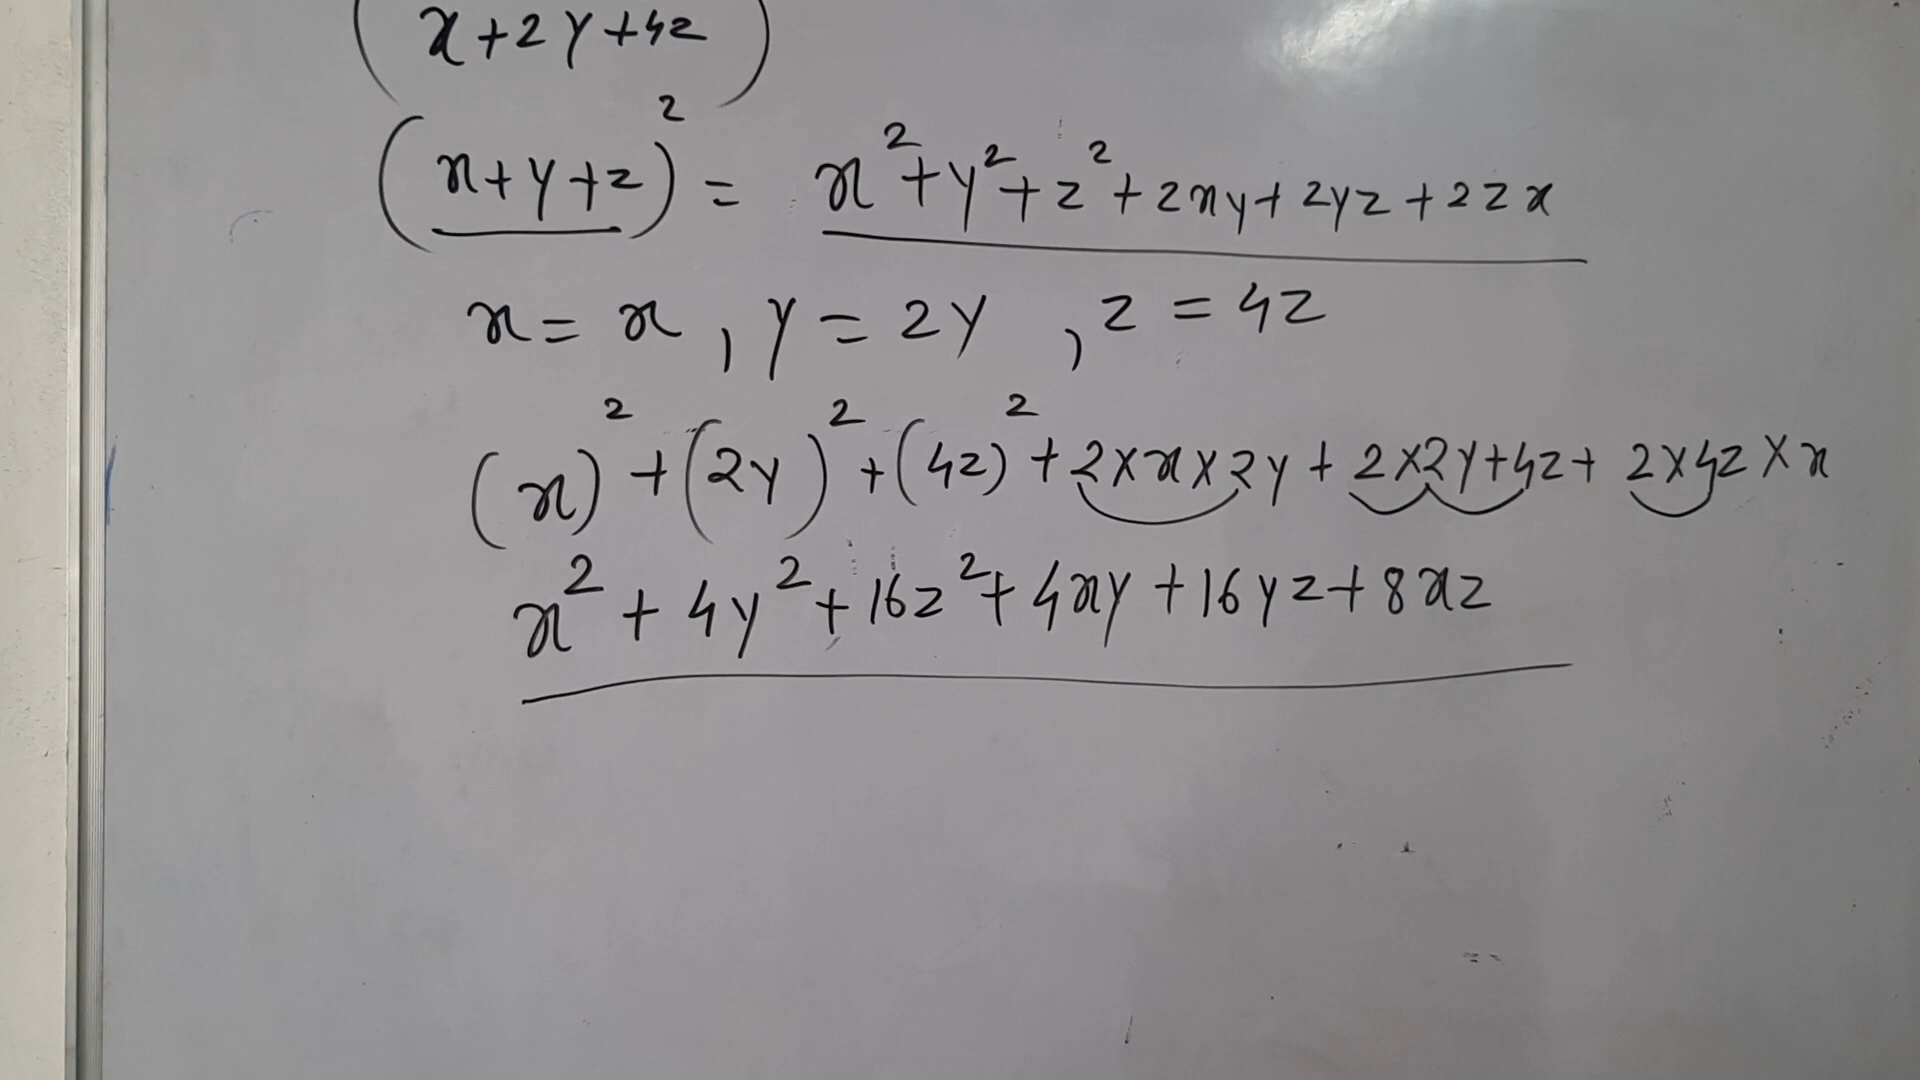 (x+2y+4z)
(x+y+z)² = x²+y²+z²+2xy+2yz+2zx
x = x , y = 2y , z = 4z
(x)² + (2y)² + (4z)² + 2×x×2y + 2×2y+4z + 2×4z×x
x² + 4y² + 16z² + 4xy + 16yz + 8xz